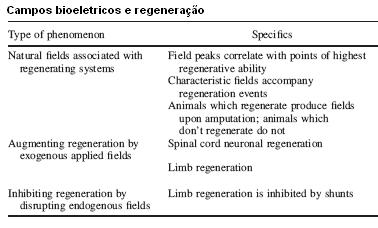 Campos bioeletricos e regeneração
Type of phenomenon Specifics
Natural fields associated with Field peaks correlate with points of highest
regenerating systems regenerative ability
Characteristic fields accompany
regeneration events
Animals which regenerate produce fields
upon amputation; animals which
don't regenerate do not
Augmenting regeneration by Spinal cord neuronal regeneration
exogenous applied fields
Limb regeneration
Inhibiting regeneration by Limb regeneration is inhibited by shunts
disrupting endogenous fields